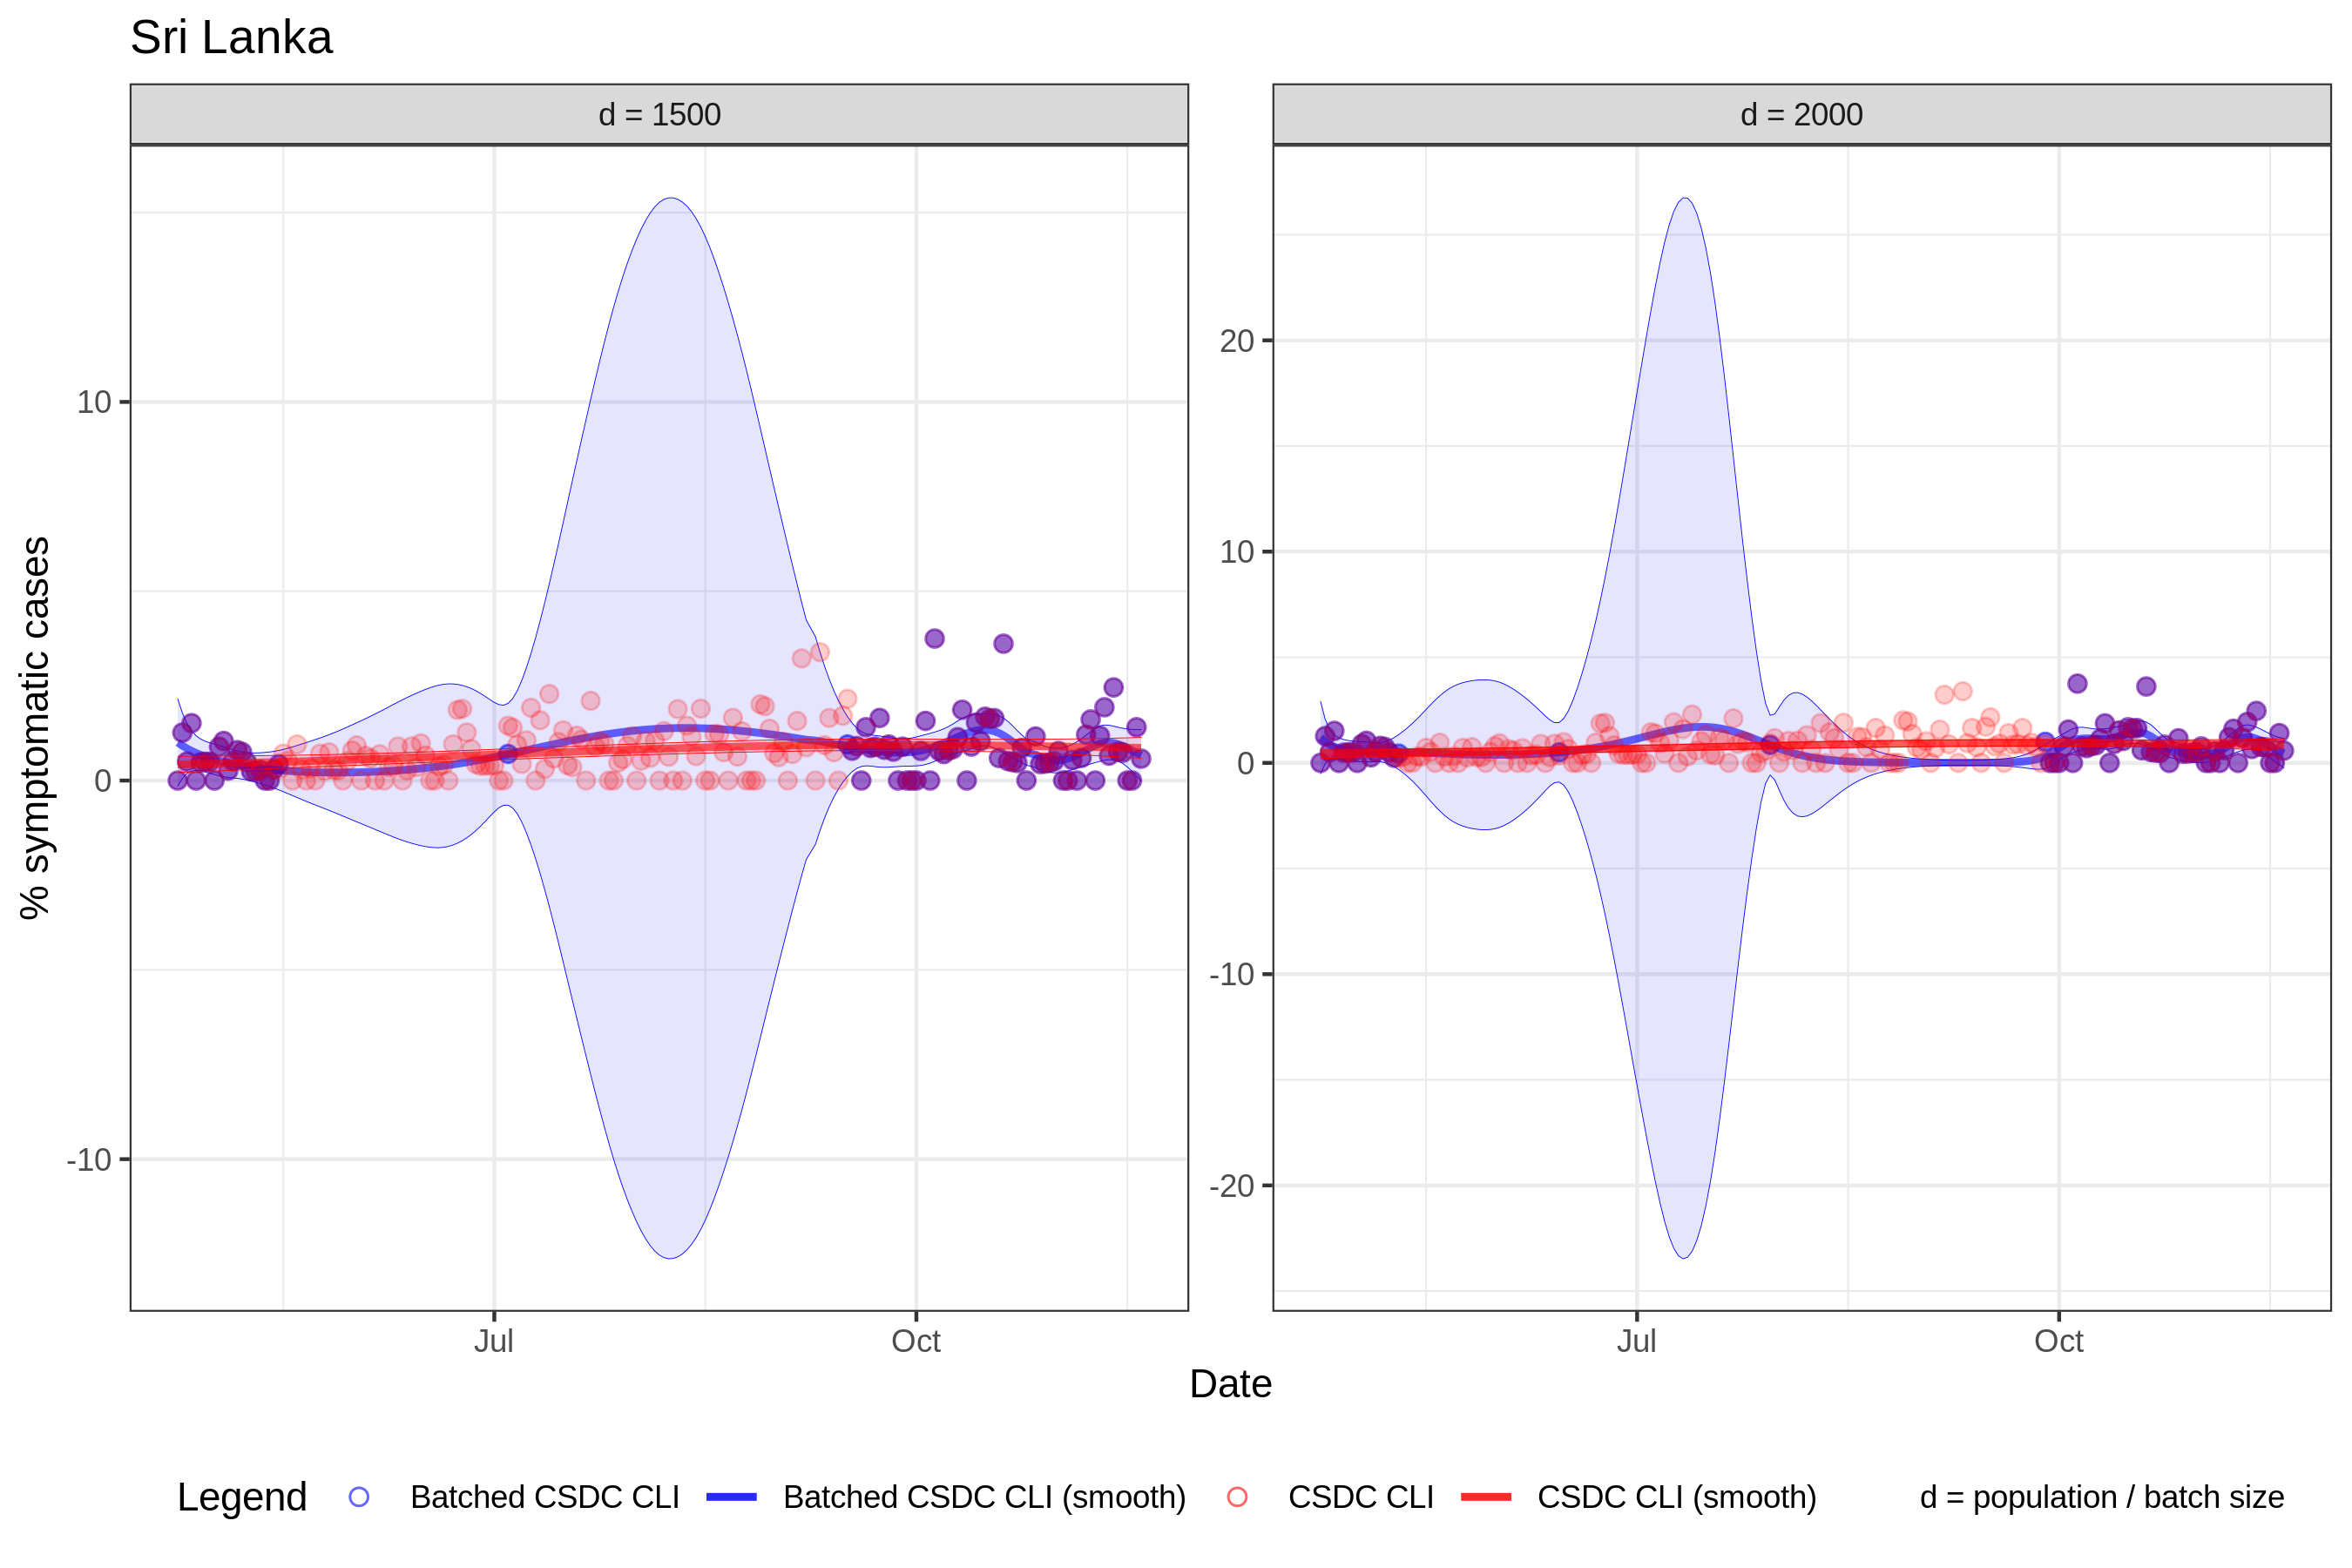 Sri Lanka
d = 1500
d = 2000
% symptomatic cases
10
0
-10
20
10
0
-10
-20
Jul
Oct
Jul
Oct
Date
Legend
Batched CSDC CLI
Batched CSDC CLI (smooth)
CSDC CLI
CSDC CLI (smooth)
d = population / batch size